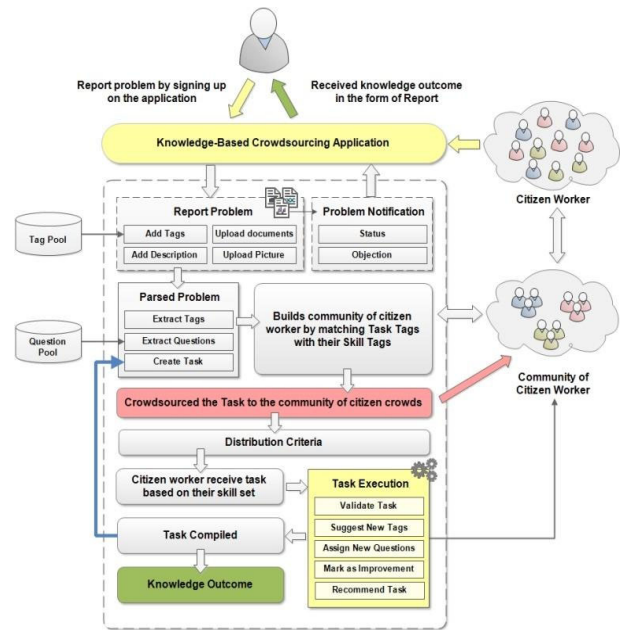 Report problem by signing up
on the application
Received knowledge outcome
in the form of Report
Knowledge-Based Crowdsourcing Application
Citizen Worker
Report Problem
Add Tags
Upload documents
Add Description
Upload Picture
Problem Notification
Status
Objection
Tag Pool
Parsed Problem
Extract Tags
Extract Questions
Create Task
Question
Pool
Builds community of citizen
worker by matching Task Tags
with their Skill Tags
Community of
Citizen Worker
Crowdsourced the Task to the community of citizen crowds
Distribution Criteria
Citizen worker receive task
based on their skill set
Task Execution
Validate Task
Suggest New Tags
Assign New Questions
Mark as Improvement
Recommend Task
Task Compiled
Knowledge Outcome